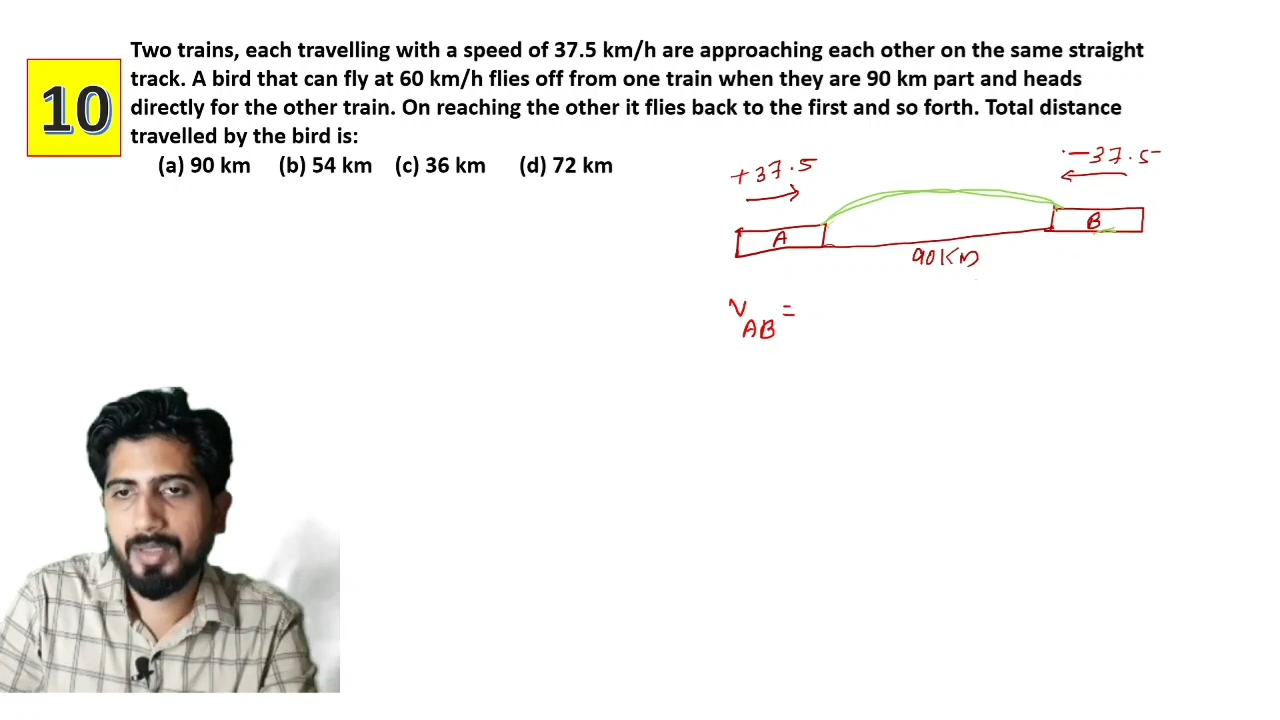 10
Two trains, each travelling with a speed of 37.5 km/h are approaching each other on the same straight
track. A bird that can fly at 60 km/h flies off from one train when they are 90 km part and heads
directly for the other train. On reaching the other it flies back to the first and so forth. Total distance
travelled by the bird is:
(a) 90 km (b) 54 km (c) 36 km (d) 72 km
+37.5
-37.5
A
B
90KM
V
AB =